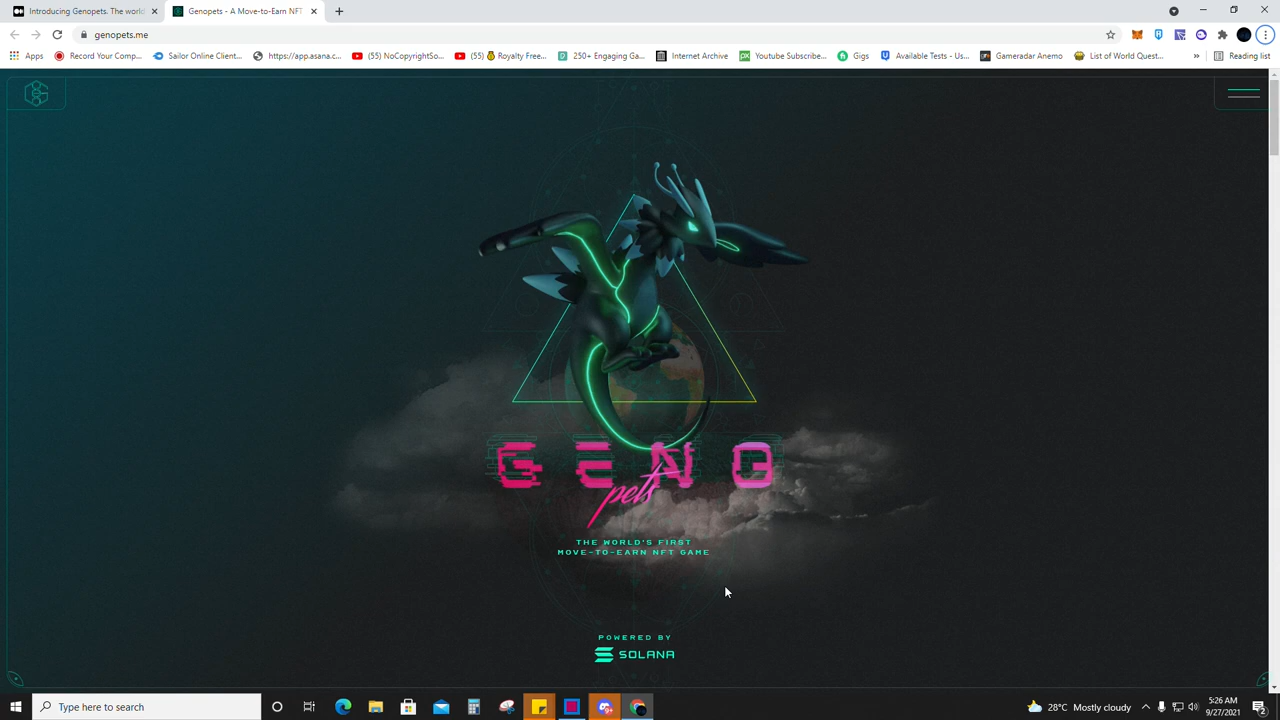 Introducing Genopets. The world
Genopets - A Move-to-Earn NFT
genopets.me
Apps
Record Your Comp...
Sailor Online Client...
https://app.asana.c...
(55) NoCopyrightSo...
(55) 💰 Royalty Free...
250+ Engaging Ga...
Internet Archive
Youtube Subscribe...
Gigs
Available Tests - Us...
Gameradar Anemo
List of World Quest...
»
Reading list
GENO
pets
THE WORLD'S FIRST
MOVE-TO-EARN NFT GAME
POWERED BY
SOLANA
Type here to search
9+
28°C Mostly cloudy
5:26 AM
9/27/2021
2